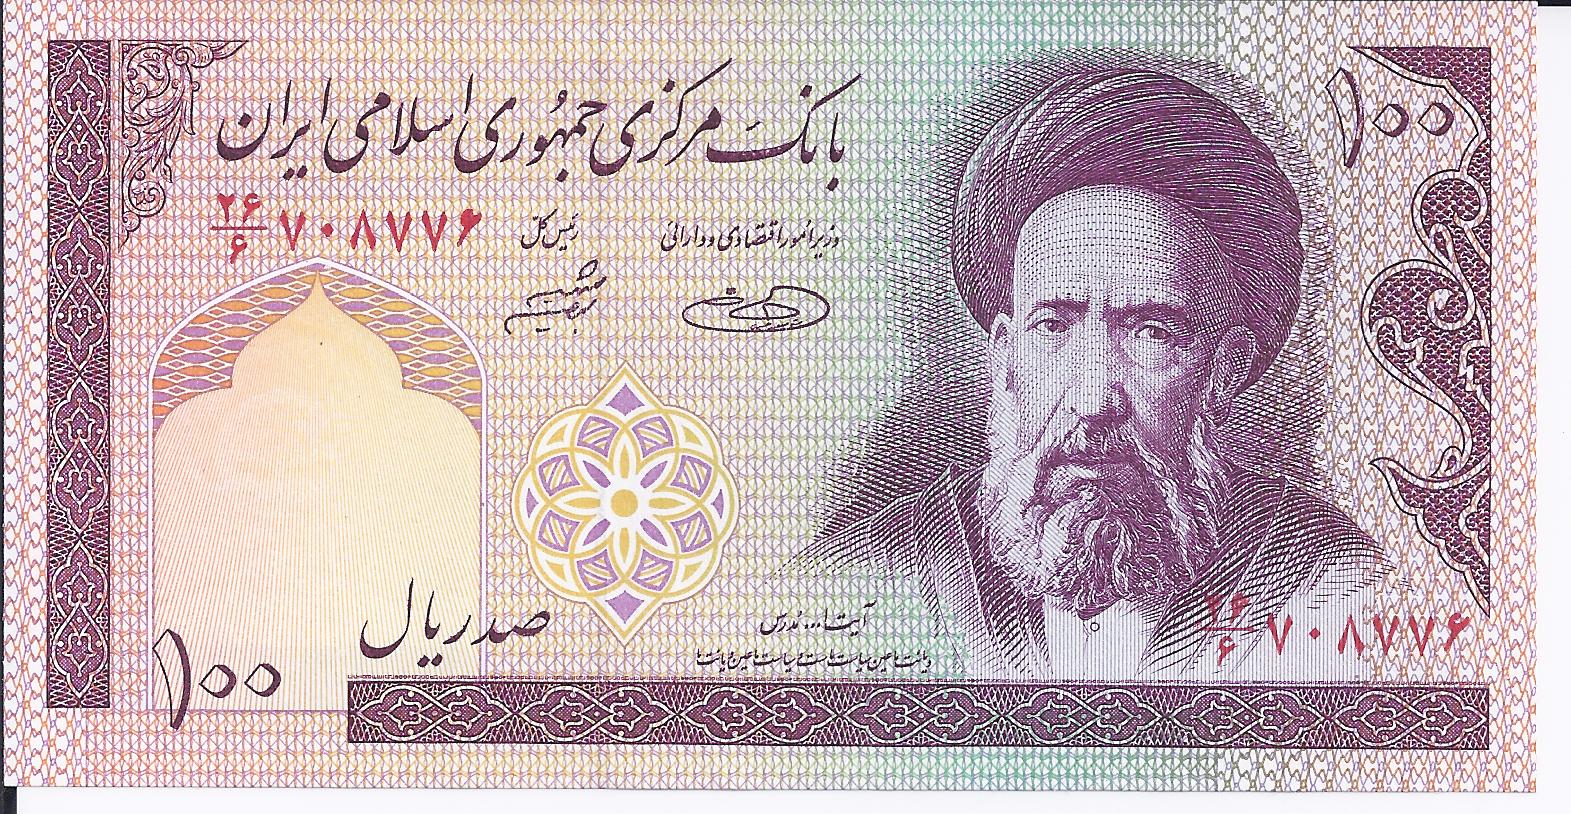 بانک مرکزی جمهوری اسلامی ایران
۱۰۰
وزیر امور اقتصادی و دارائی
رئیس کل
۲۶/۶ ۷۰۸۷۷۶
آیت ا... مدرس
دیانت ما عین سیاست ماست و سیاست ما عین دیانت ما
صد ریال
۱۰۰
۲۶/۶ ۷۰۸۷۷۶